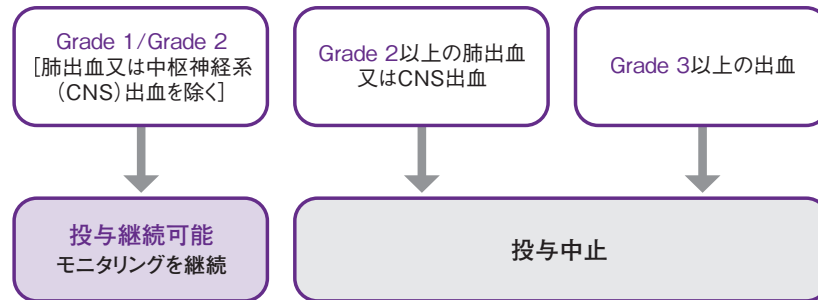 Grade 1/Grade 2
[肺出血又は中枢神経系
(CNS)出血を除く]
Grade 2以上の肺出血
又はCNS出血
Grade 3以上の出血
投与継続可能
モニタリングを継続
投与中止